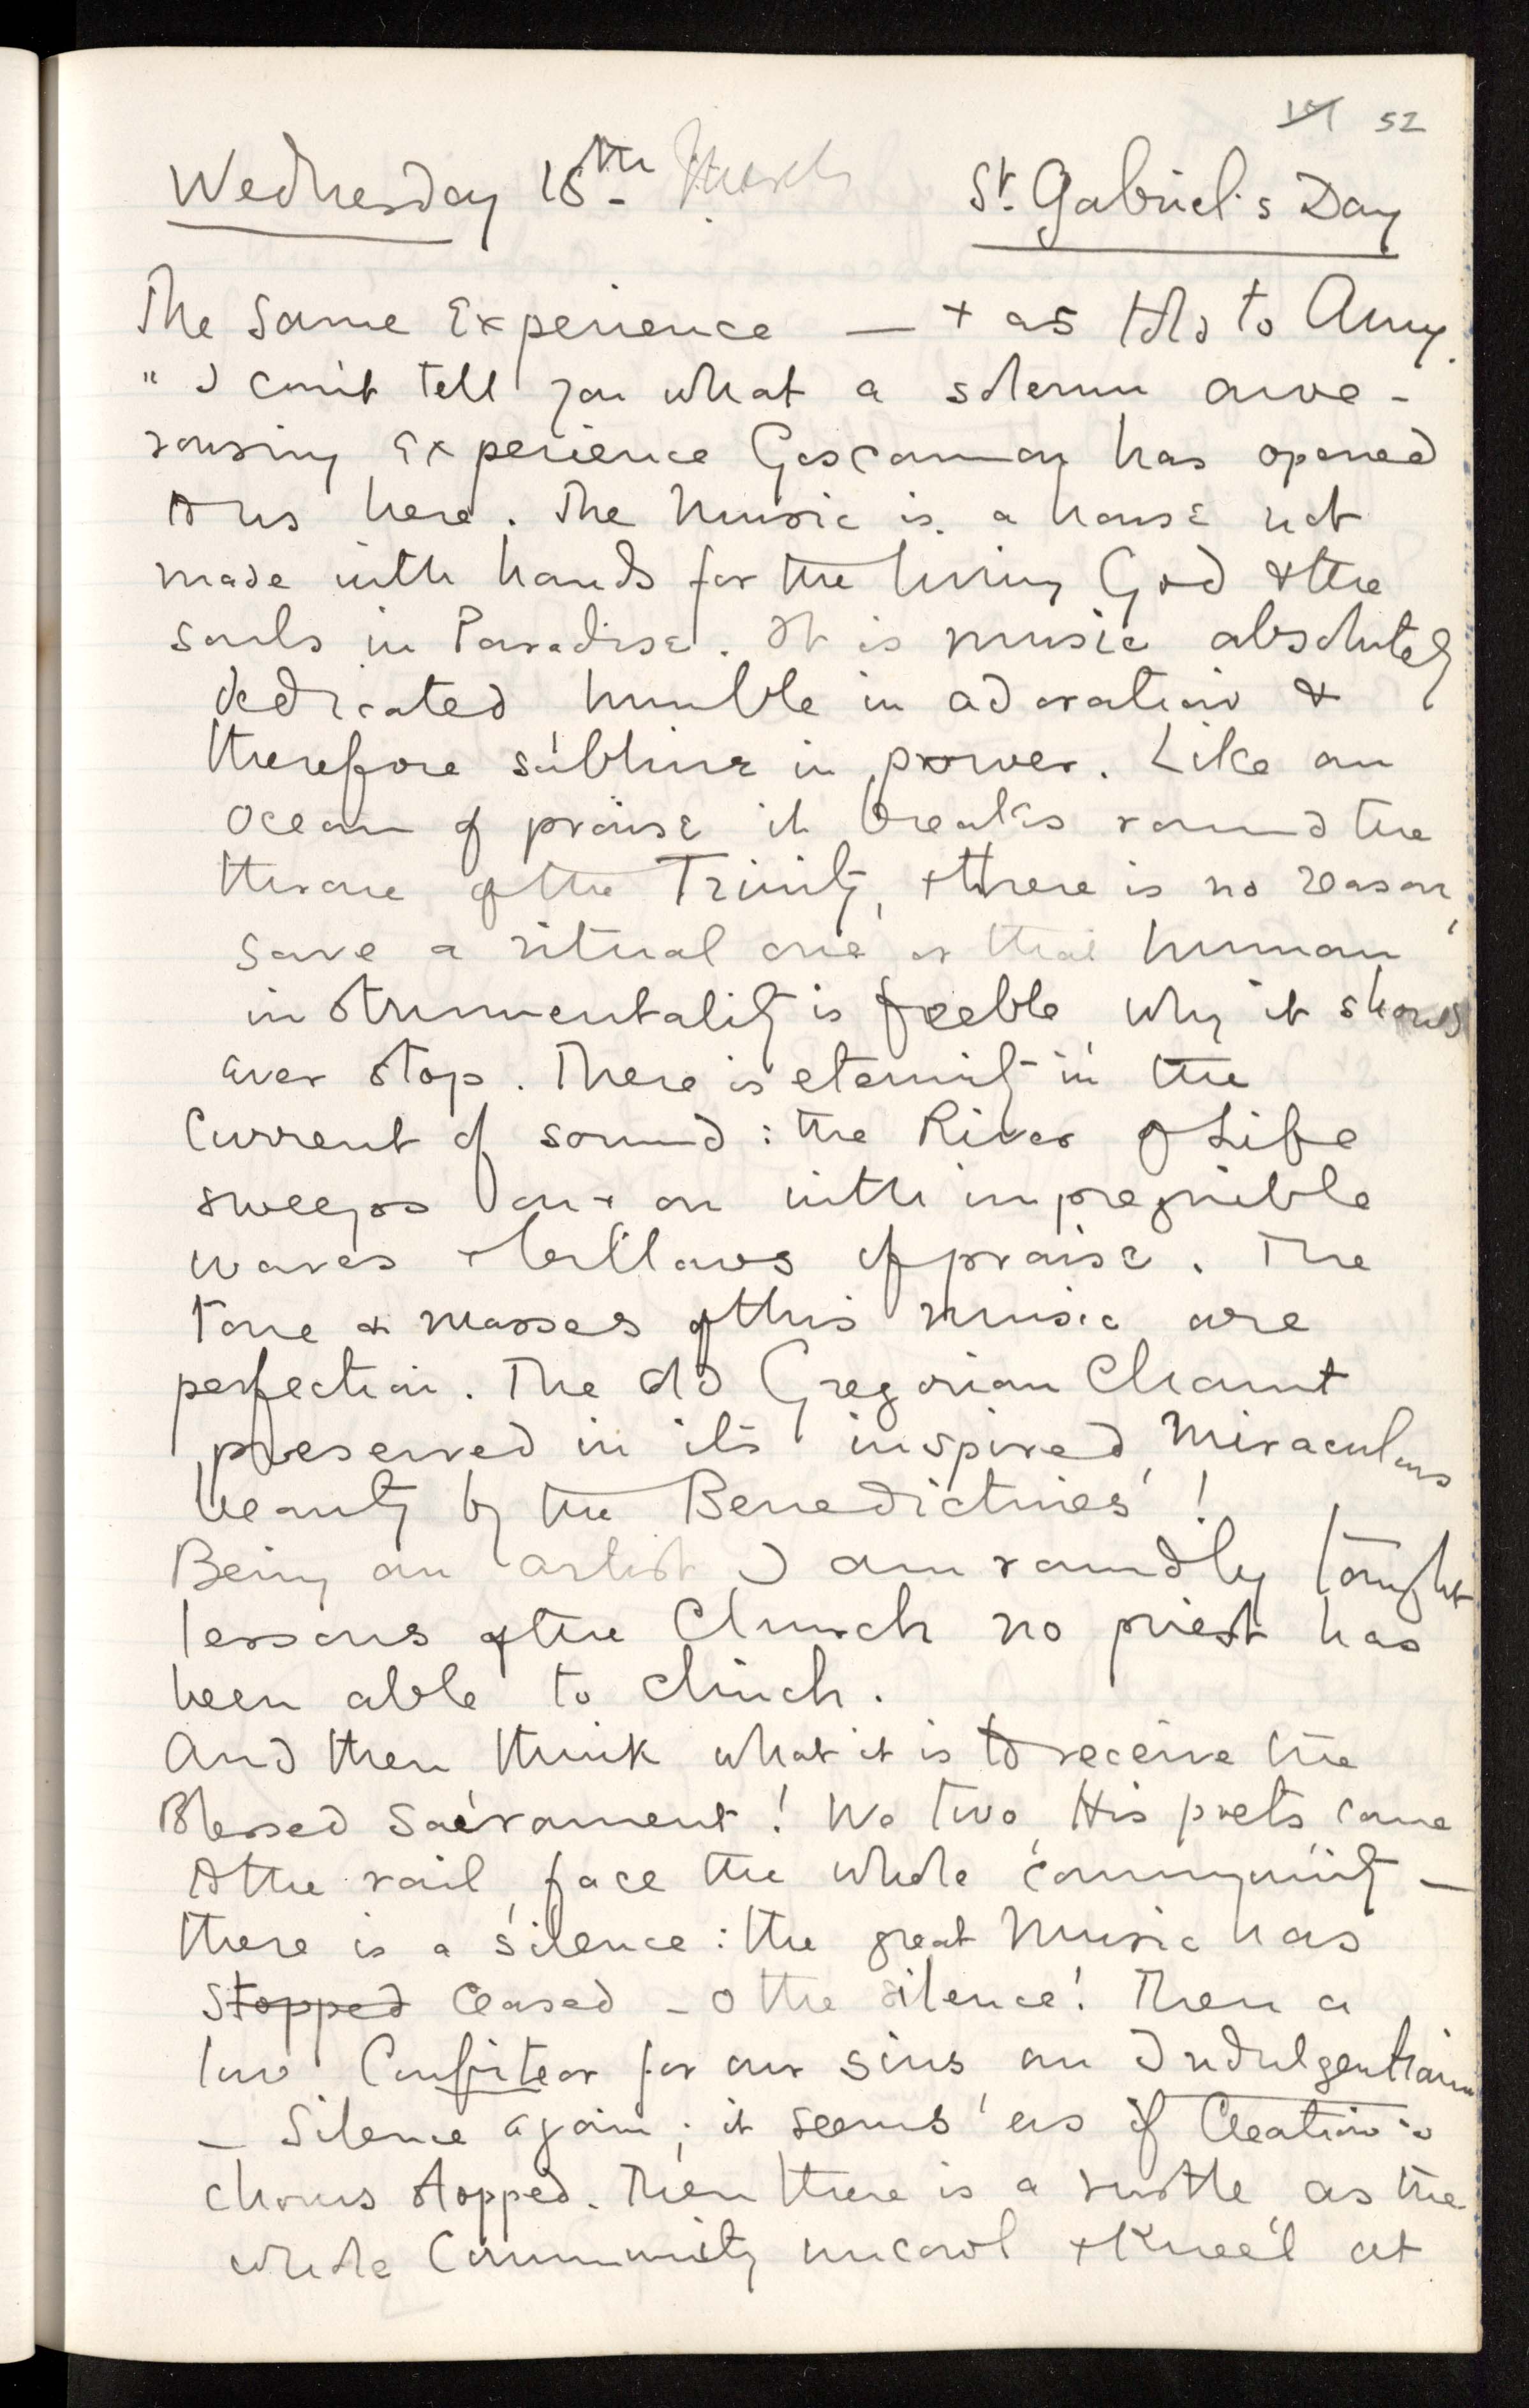 52
Wednesday 18th March St. Gabriel's Day
The same Experience — + as told to Amy.
" I can't tell you what a solemn awe-
rousing experience Gascannon has opened
to us here. The music is a house not
made with hands for the living God & the
souls in Paradise. It is music absolutely
dedicated humble in adoration &
therefore sublime in power. Like an
ocean of praise it breaks round the
throne of the Trinity, + there is no reason,
save a ritual one or that human
instrumentality is feeble, why it should
ever stop. There is eternity in the
current of sound : the River of Life
sweeps on + on with impregnible
waves + billows of praise. The
tone & masses of this music are
perfection. The old Gregorian Chaunt
preserved in its inspired, miraculous
beauty by the Benedictines !
Being an artist I am roundly taught
lessons of the Church no priest has
been able to clinch.
And then think what it is to receive the
Blessed Sacrament ! We two, His poets, come
to the rail, face the whole community —
there is a silence : the great Music has
stopped ceased – O the silence ! Then a
low Confiteor for our sins, an Indulgentiam
– Silence again ; it seems as if Creation's
chorus stopped. Then there is a rustle, as the
whole Community uncowl + kneel at